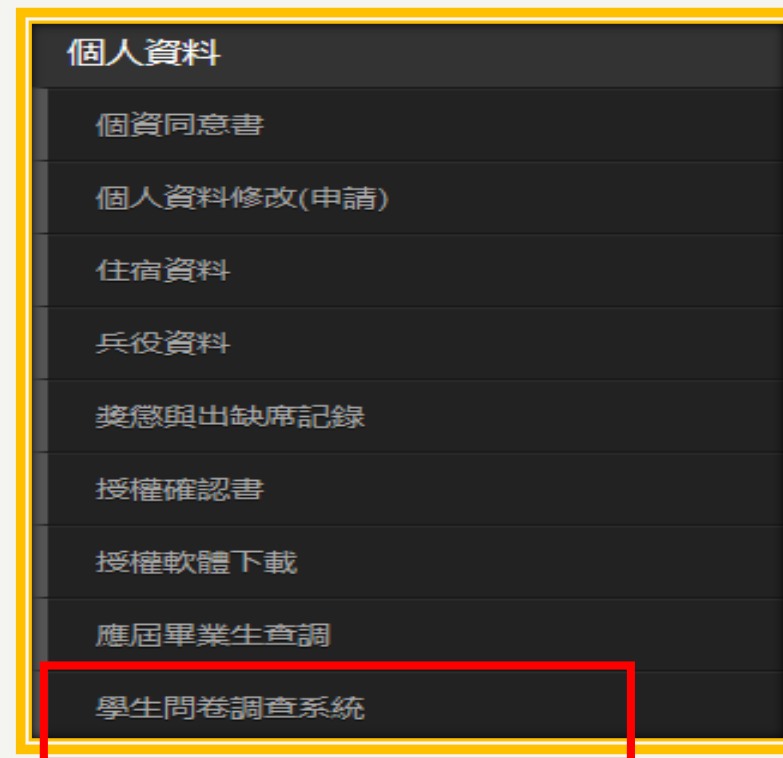 個人資料
個資同意書
個人資料修改(申請)
住宿資料
兵役資料
獎懲與出缺席記錄
授權確認書
授權軟體下載
應屆畢業生查調
學生問卷調查系統